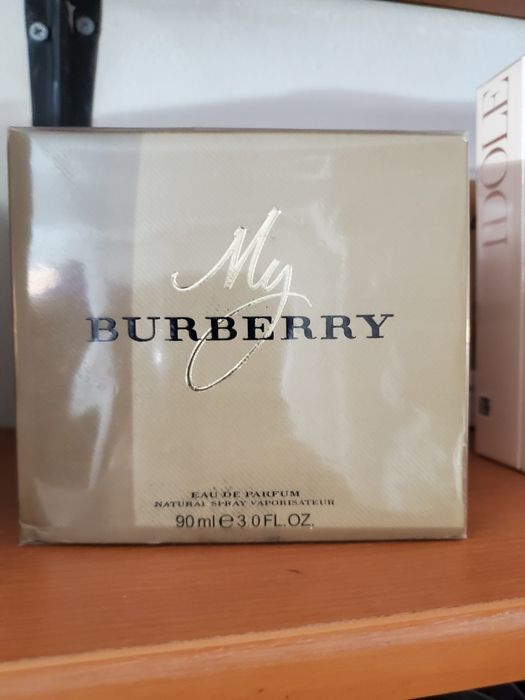 My
BURBERRY
EAU DE PARFUM
NATURAL SPRAY VAPORISATEUR
90 ml ℮ 3.0 FL.OZ.
IDOLE